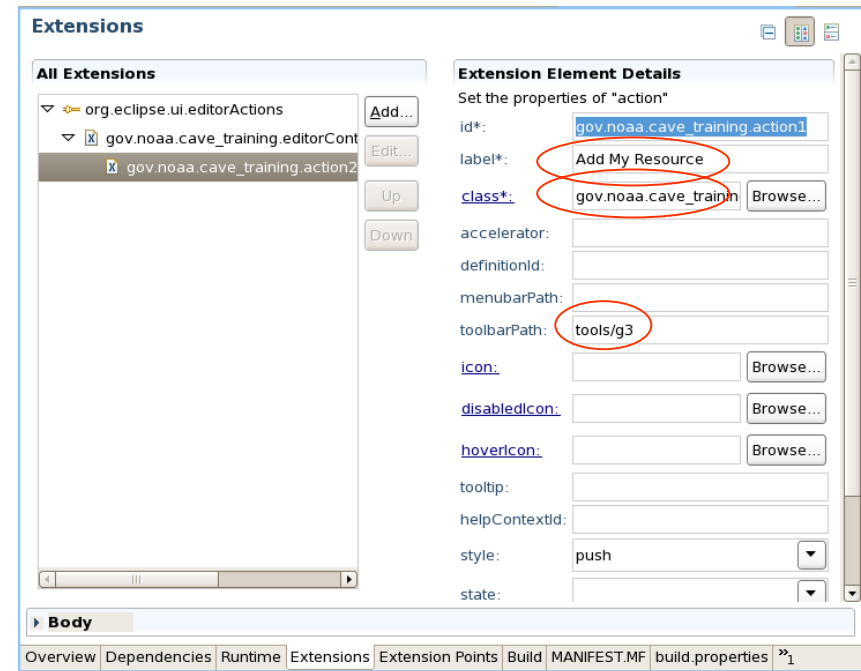 Extensions
All Extensions
org.eclipse.ui.editorActions
gov.noaa.cave_training.editorCont
gov.noaa.cave_training.action2
Add...
Edit...
Up
Down
Extension Element Details
Set the properties of "action"
id*: gov.noaa.cave_training.action1
label*: Add My Resource
class*: gov.noaa.cave_trainin Browse...
accelerator:
definitionId:
menubarPath:
toolbarPath: tools/g3
icon: Browse...
disabledIcon: Browse...
hoverIcon: Browse...
tooltip:
helpContextId:
style: push
state:
Body
Overview Dependencies Runtime Extensions Extension Points Build MANIFEST.MF build.properties »1